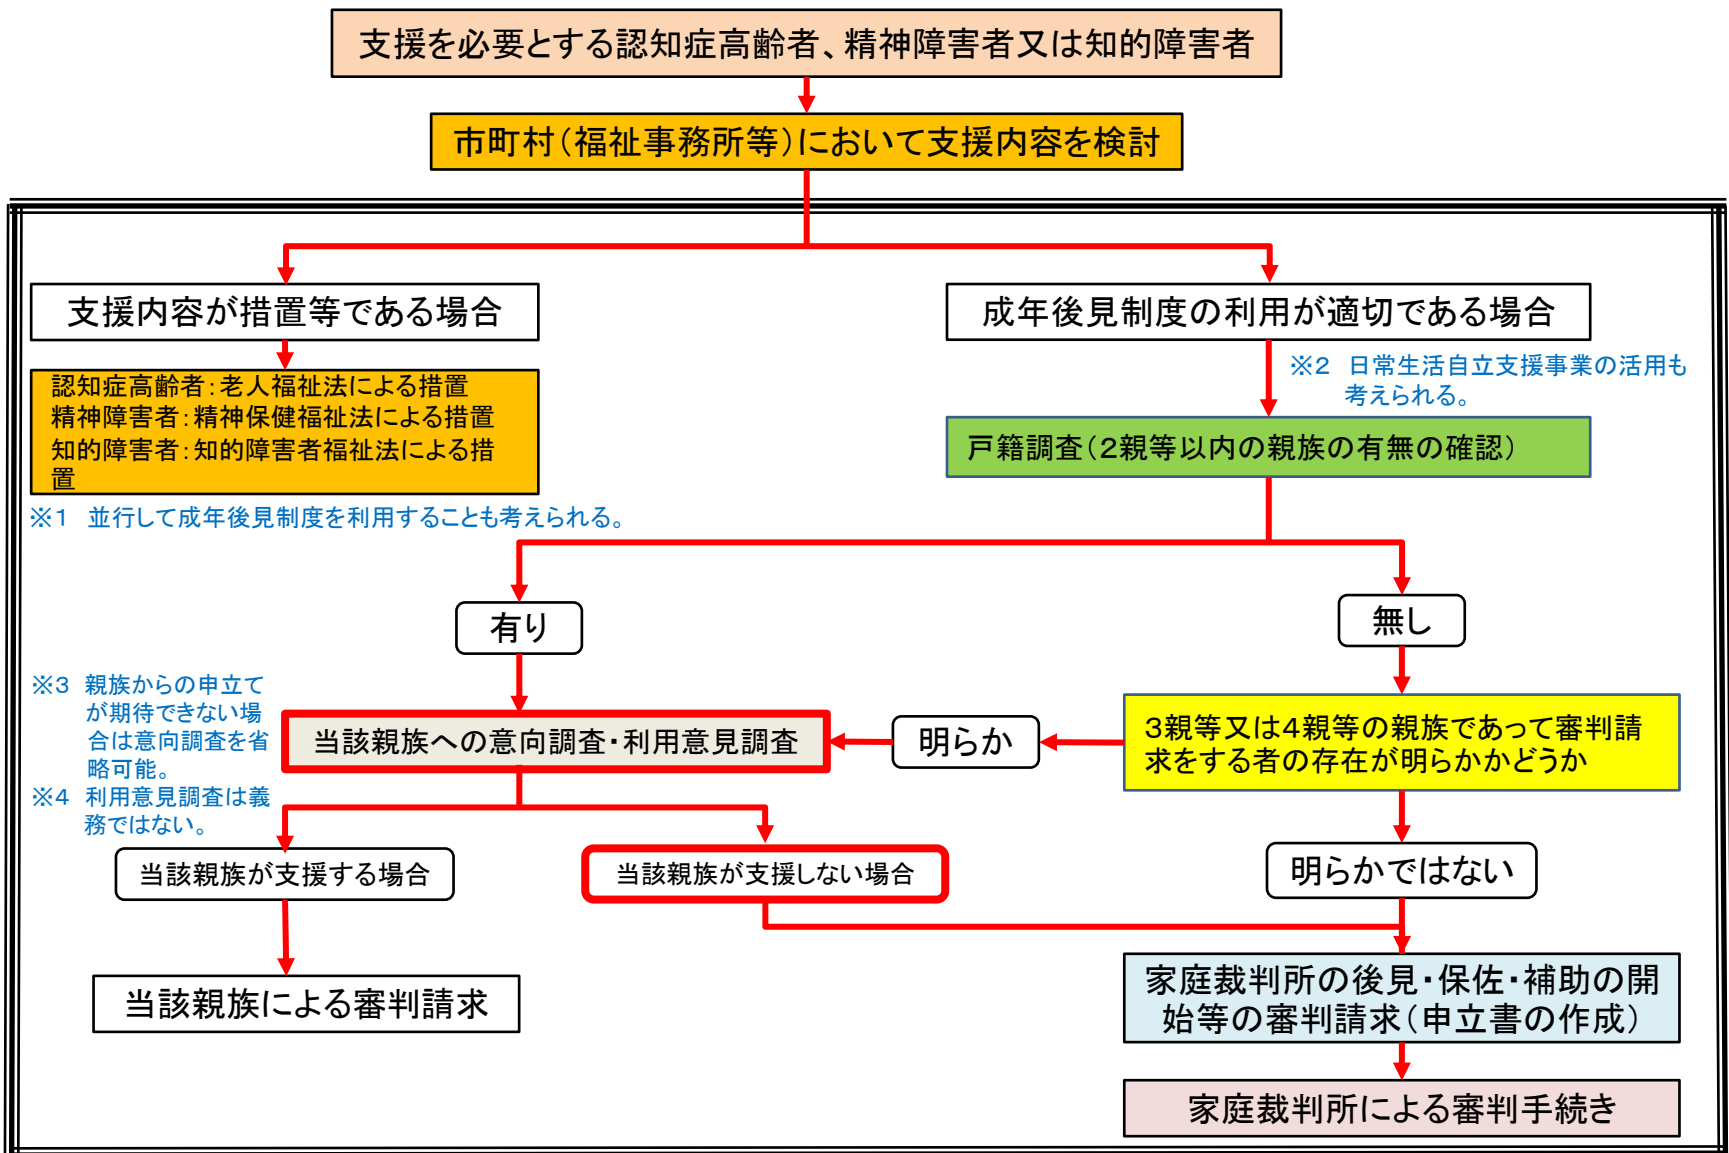 支援を必要とする認知症高齢者、精神障害者又は知的障害者
市町村（福祉事務所等）において支援内容を検討
支援内容が措置等である場合
成年後見制度の利用が適切である場合
※2　日常生活自立支援事業の活用も
考えられる。
認知症高齢者：老人福祉法による措置
精神障害者：精神保健福祉法による措置
知的障害者：知的障害者福祉法による措
置
戸籍調査（2親等以内の親族の有無の確認）
※1　並行して成年後見制度を利用することも考えられる。
有り
無し
※3　親族からの申立て
が期待できない場
合は意向調査を省
略可能。
※4　利用意見調査は義
務ではない。
当該親族への意向調査・利用意見調査
明らか
3親等又は4親等の親族であって審判請
求をする者の存在が明らかかどうか
当該親族が支援する場合
当該親族が支援しない場合
明らかではない
当該親族による審判請求
家庭裁判所の後見・保佐・補助の開
始等の審判請求（申立書の作成）
家庭裁判所による審判手続き